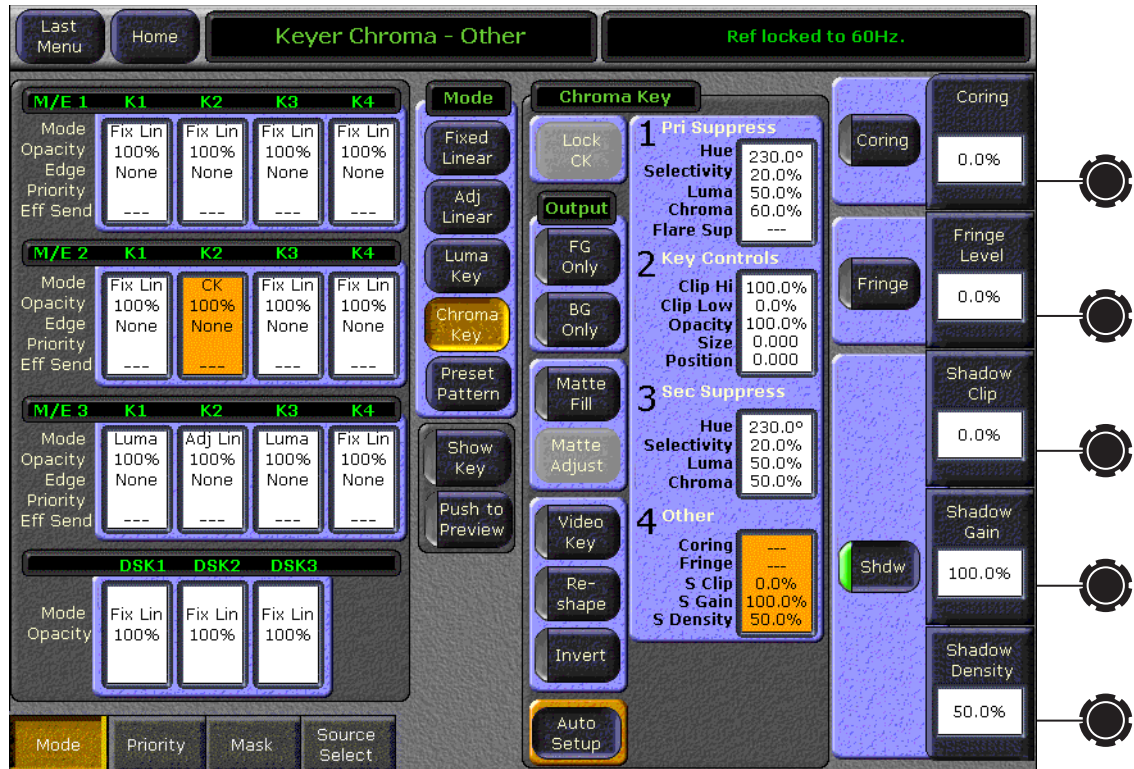 Last
Menu
Home
Keyer Chroma - Other
Ref locked to 60Hz.
M/E 1 K1 K2 K3 K4
Mode Fix Lin Fix Lin Fix Lin Fix Lin
Opacity 100% 100% 100% 100%
Edge None None None None
Priority
Eff Send --- --- --- ---
M/E 2 K1 K2 K3 K4
Mode Fix Lin CK Fix Lin Fix Lin
Opacity 100% 100% 100% 100%
Edge None None None None
Priority
Eff Send --- --- --- ---
M/E 3 K1 K2 K3 K4
Mode Luma Adj Lin Luma Fix Lin
Opacity 100% 100% 100% 100%
Edge None None None None
Priority
Eff Send --- --- --- ---
DSK1 DSK2 DSK3
Mode Fix Lin Fix Lin Fix Lin
Opacity 100% 100% 100%
Mode
Priority
Mask
Source
Select
Mode
Fixed
Linear
Adj
Linear
Luma
Key
Chroma
Key
Preset
Pattern
Show
Key
Push to
Preview
Chroma Key
Lock
CK
Output
FG
Only
BG
Only
Matte
Fill
Matte
Adjust
Video
Key
Re-
shape
Invert
Auto
Setup
1 Pri Suppress
Hue 230.0°
Selectivity 20.0%
Luma 50.0%
Chroma 60.0%
Flare Sup ---
2 Key Controls
Clip Hi 100.0%
Clip Low 0.0%
Opacity 100.0%
Size 0.000
Position 0.000
3 Sec Suppress
Hue 230.0°
Selectivity 20.0%
Luma 50.0%
Chroma 50.0%
4 Other
Coring ---
Fringe ---
S Clip 0.0%
S Gain 100.0%
S Density 50.0%
Coring
Fringe
Shdw
Coring
0.0%
Fringe
Level
0.0%
Shadow
Clip
0.0%
Shadow
Gain
100.0%
Shadow
Density
50.0%